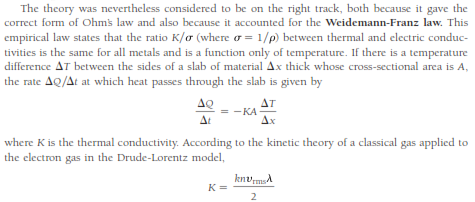 The theory was nevertheless considered to be on the right track, both because it gave the
correct form of Ohm's law and also because it accounted for the Weidemann-Franz law. This
empirical law states that the ratio K/σ (where σ = 1/ρ) between thermal and electric conduc-
tivities is the same for all metals and is a function only of temperature. If there is a temperature
difference ΔT between the sides of a slab of material Δx thick whose cross-sectional area is A,
the rate ΔQ/Δt at which heat passes through the slab is given by
ΔQ/Δt = −KA ΔT/Δx
where K is the thermal conductivity. According to the kinetic theory of a classical gas applied to
the electron gas in the Drude-Lorentz model,
K = knv_rms λ/2